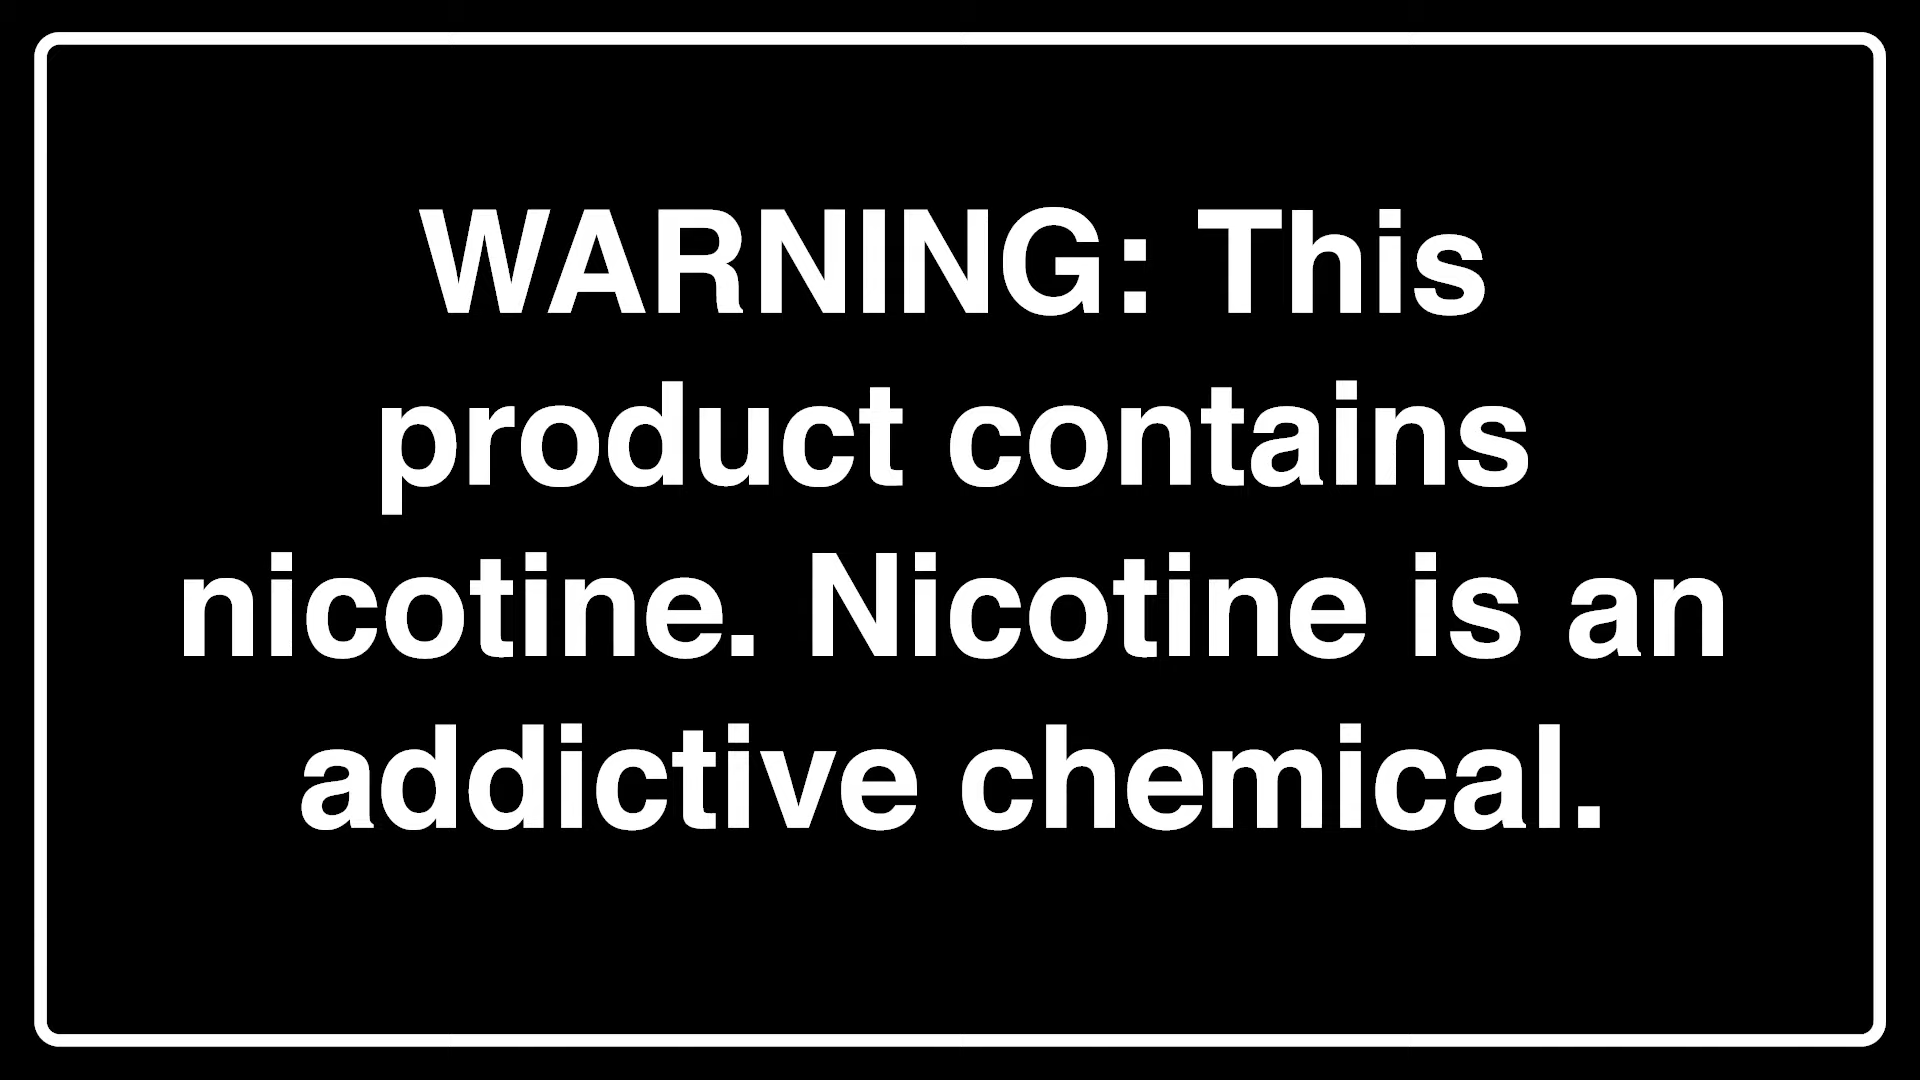 WARNING: This
product contains
nicotine. Nicotine is an
addictive chemical.